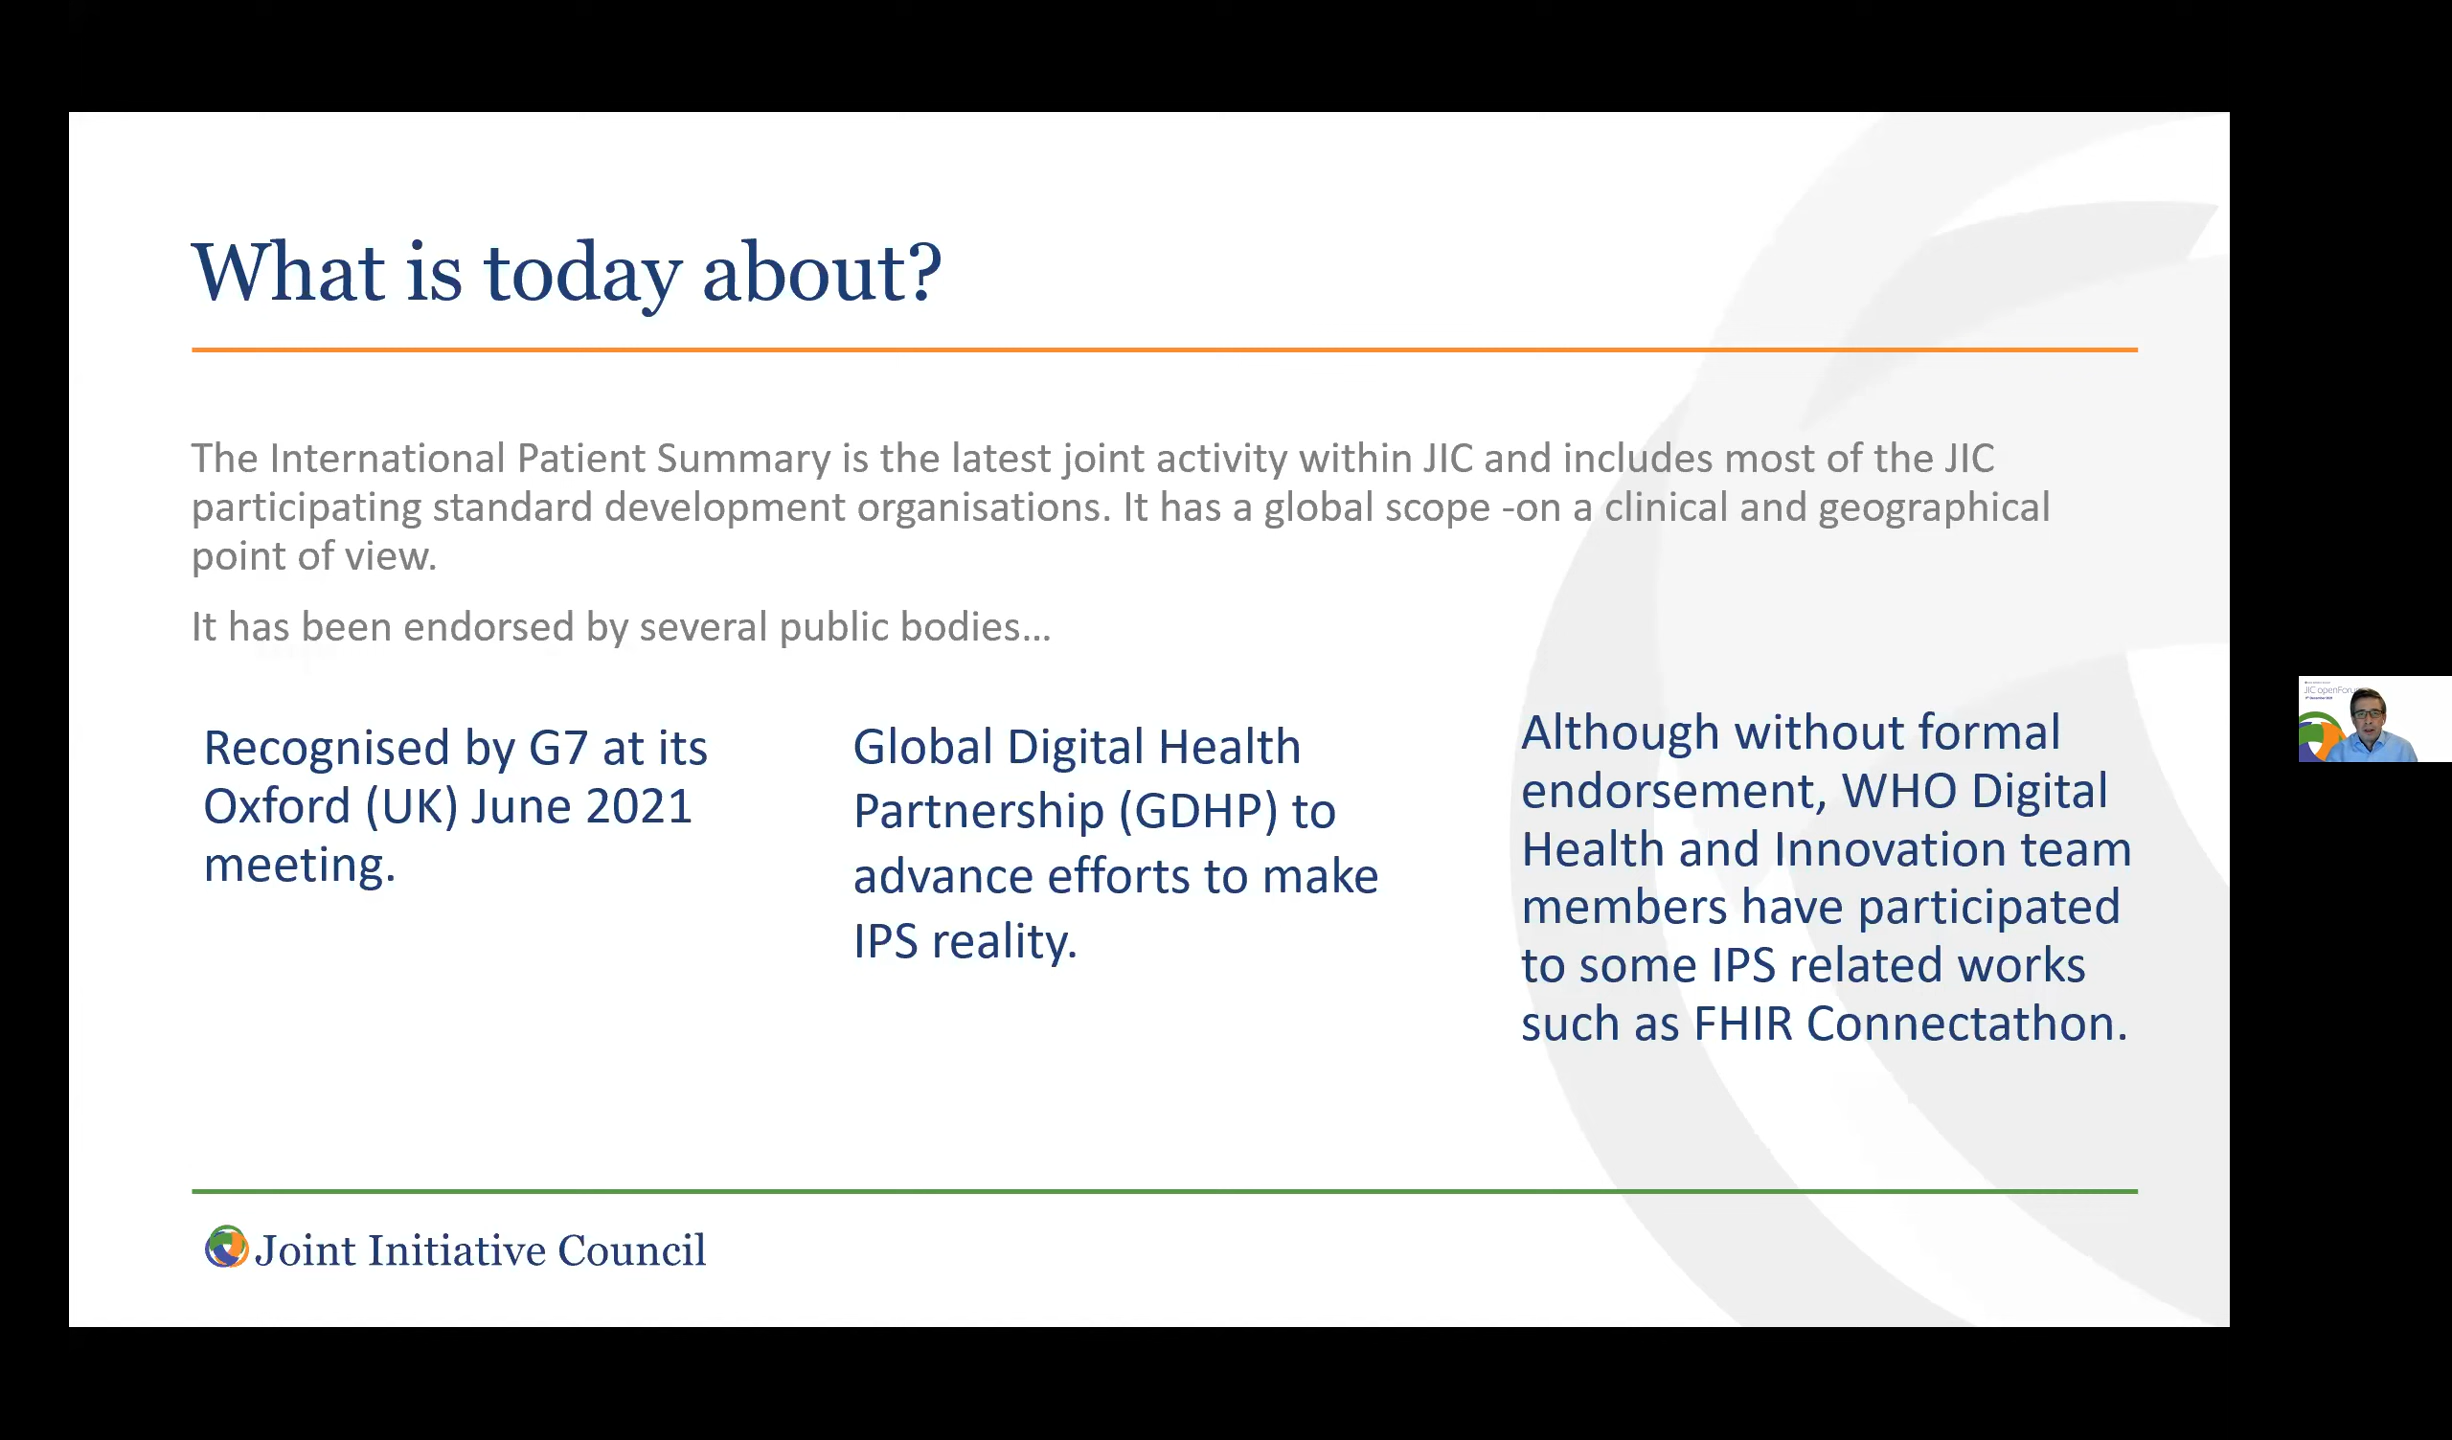 What is today about?
The International Patient Summary is the latest joint activity within JIC and includes most of the JIC
participating standard development organisations. It has a global scope -on a clinical and geographical
point of view.
It has been endorsed by several public bodies...
Recognised by G7 at its
Oxford (UK) June 2021
meeting.
Global Digital Health
Partnership (GDHP) to
advance efforts to make
IPS reality.
Although without formal
endorsement, WHO Digital
Health and Innovation team
members have participated
to some IPS related works
such as FHIR Connectathon.
Joint Initiative Council
JIC